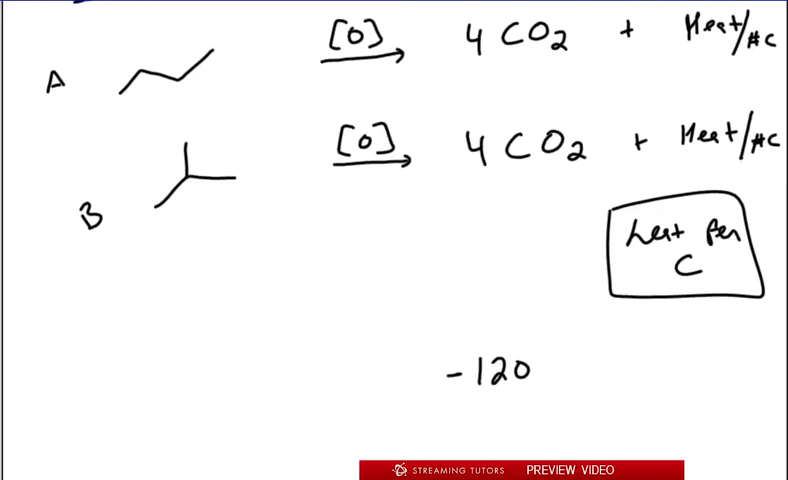 A [O] 4 CO2 + Heat/#C
B [O] 4 CO2 + Heat/#C
heat per
C
-120
STREAMING TUTORS PREVIEW VIDEO